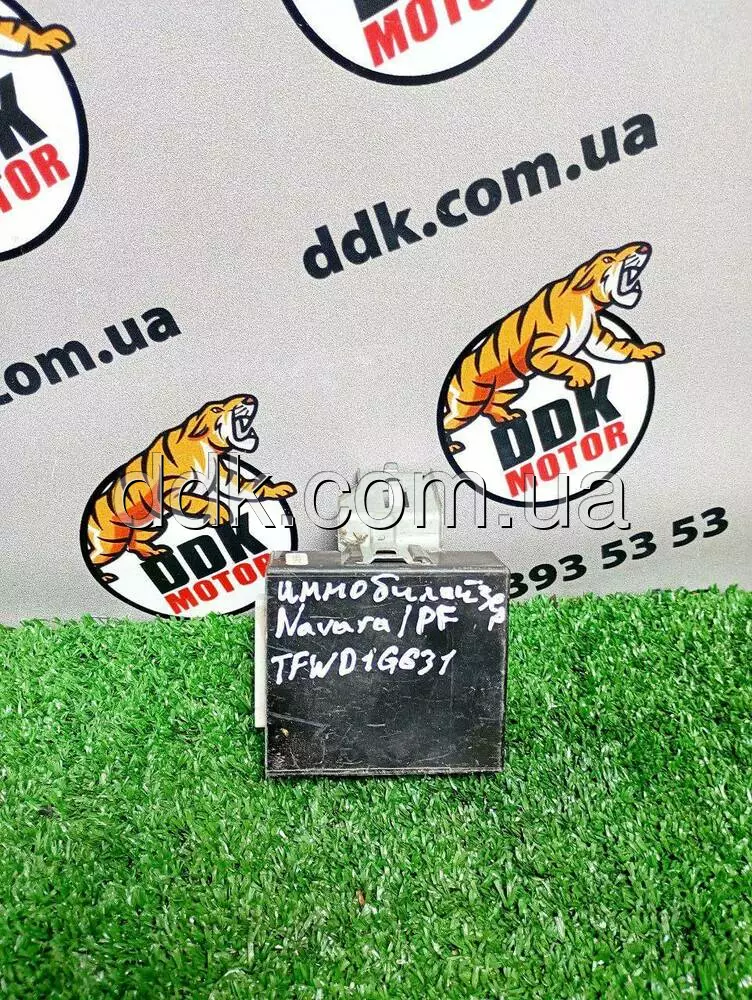 DDK
MOTOR
DDK
MOTOR
ddk.com.ua
.com.ua
DDK
MOTOR
DDK
MOTOR
ddk.com.ua
393 53 53
иммобилайзер
Navara/PF
TFWD1G631